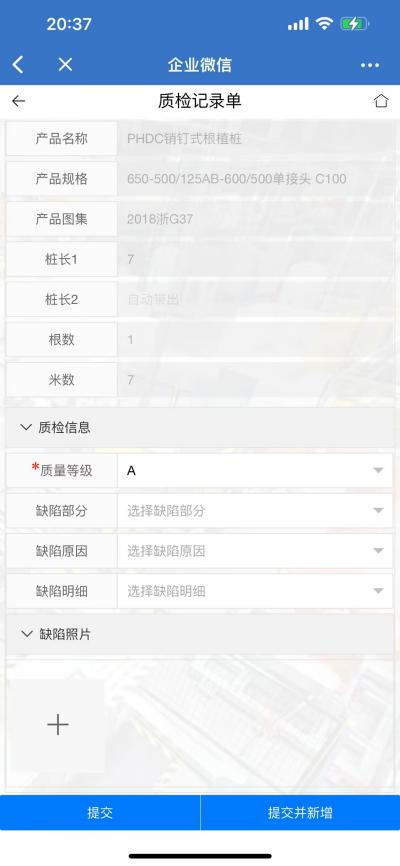 20:37
企业微信
质检记录单
产品名称 PHDC销钉式根植桩
产品规格 650-500/125AB-600/500单接头 C100
产品图集 2018浙G37
桩长1 7
桩长2 自动带出
根数 1
米数 7
质检信息
*质量等级 A
缺陷部分 选择缺陷部分
缺陷原因 选择缺陷原因
缺陷明细 选择缺陷明细
缺陷照片
提交 提交并新增